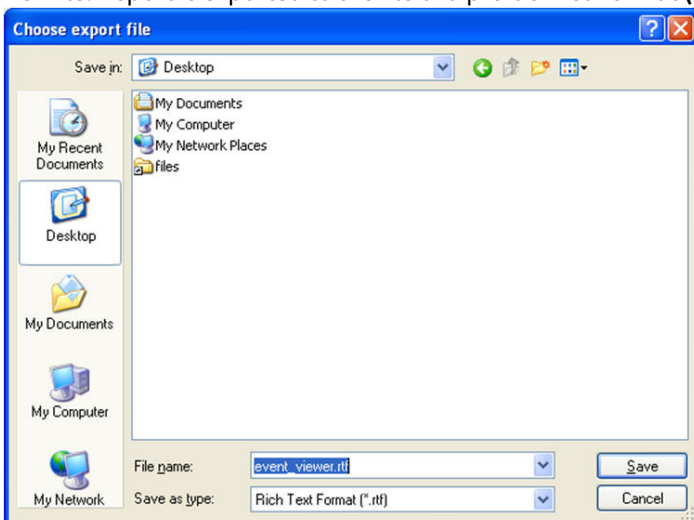 Choose export file
Save in:
Desktop
My Documents
My Computer
My Network Places
files
My Recent
Documents
Desktop
My Documents
My Computer
My Network
File name:
event_viewer.rtf
Save
Save as type:
Rich Text Format (*.rtf)
Cancel